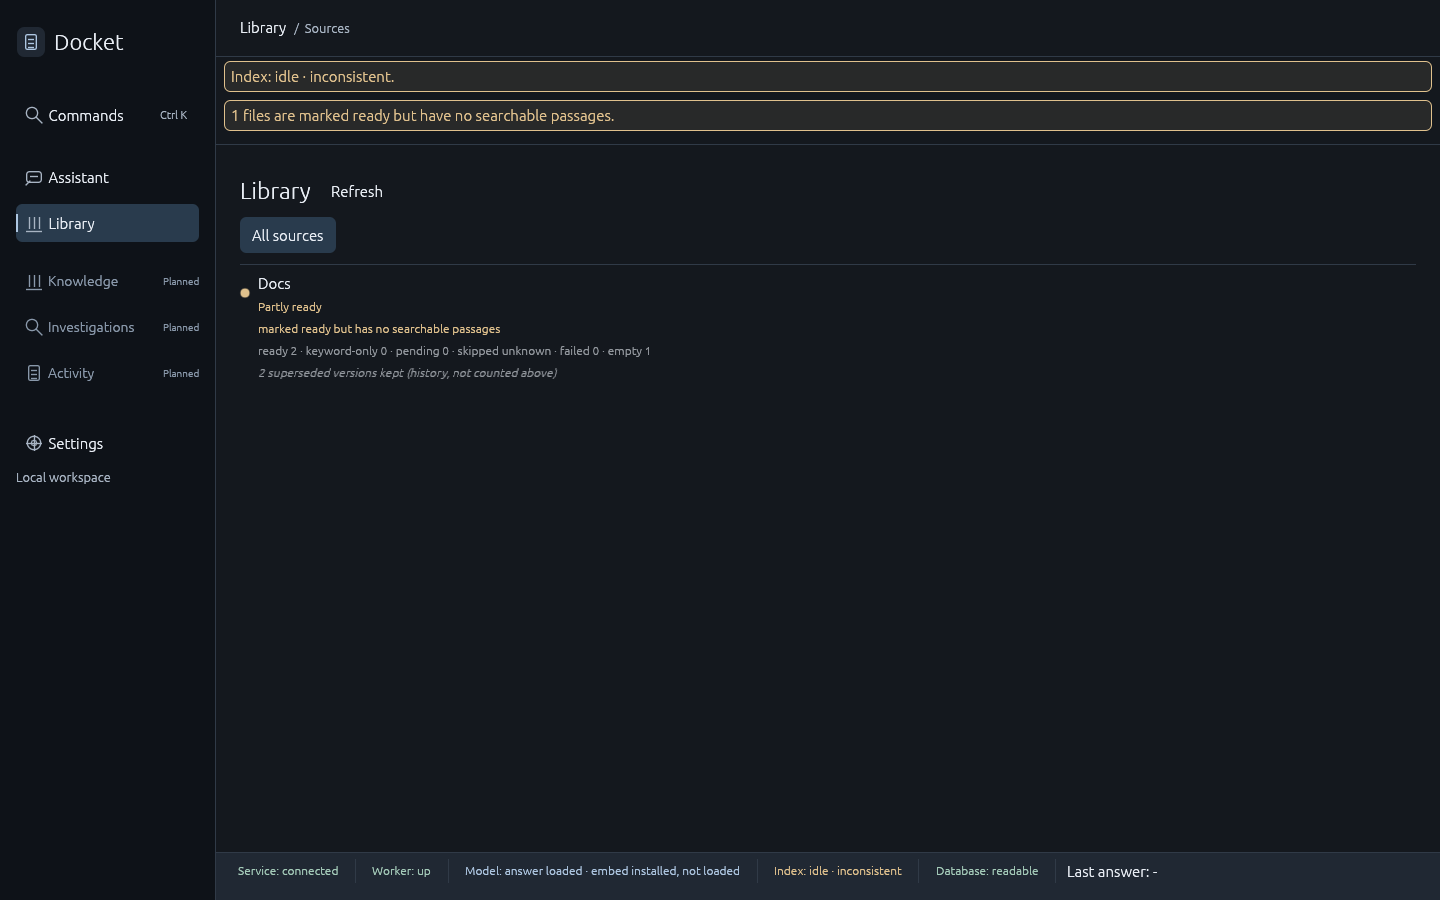 Docket
Commands Ctrl K
Assistant
Library
Knowledge Planned
Investigations Planned
Activity Planned
Settings
Local workspace
Library / Sources
Index: idle · inconsistent.
1 files are marked ready but have no searchable passages.
Library Refresh
All sources
Docs
Partly ready
marked ready but has no searchable passages
ready 2 · keyword-only 0 · pending 0 · skipped unknown · failed 0 · empty 1
2 superseded versions kept (history, not counted above)
Service: connected Worker: up Model: answer loaded · embed installed, not loaded Index: idle · inconsistent Database: readable Last answer: -